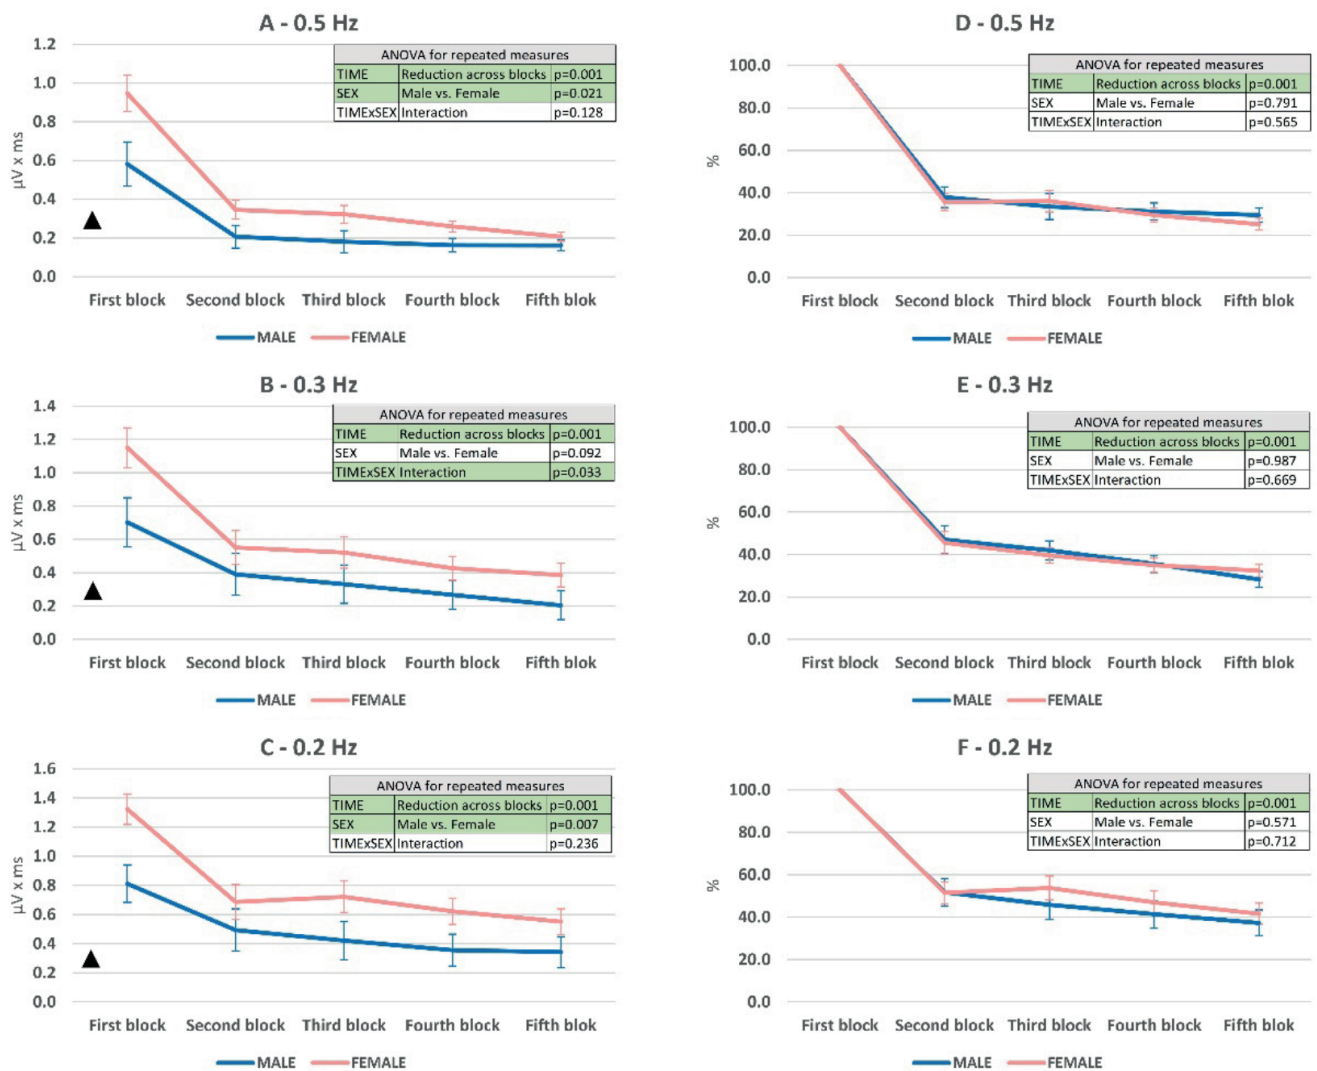 A - 0.5 Hz
ANOVA for repeated measures
TIME Reduction across blocks p=0.001
SEX Male vs. Female p=0.021
TIMExSEX Interaction p=0.128
µV x ms
1.2
1.0
0.8
0.6
0.4
0.2
0.0
First block Second block Third block Fourth block Fifth blok
MALE FEMALE
D - 0.5 Hz
ANOVA for repeated measures
TIME Reduction across blocks p=0.001
SEX Male vs. Female p=0.791
TIMExSEX Interaction p=0.565
%
100.0
80.0
60.0
40.0
20.0
0.0
First block Second block Third block Fourth block Fifth blok
MALE FEMALE
B - 0.3 Hz
ANOVA for repeated measures
TIME Reduction across blocks p=0.001
SEX Male vs. Female p=0.092
TIMExSEX Interaction p=0.033
µV x ms
1.4
1.2
1.0
0.8
0.6
0.4
0.2
0.0
First block Second block Third block Fourth block Fifth blok
MALE FEMALE
E - 0.3 Hz
ANOVA for repeated measures
TIME Reduction across blocks p=0.001
SEX Male vs. Female p=0.987
TIMExSEX Interaction p=0.669
%
100.0
80.0
60.0
40.0
20.0
0.0
First block Second block Third block Fourth block Fifth blok
MALE FEMALE
C - 0.2 Hz
ANOVA for repeated measures
TIME Reduction across blocks p=0.001
SEX Male vs. Female p=0.007
TIMExSEX Interaction p=0.236
µV x ms
1.6
1.4
1.2
1.0
0.8
0.6
0.4
0.2
0.0
First block Second block Third block Fourth block Fifth blok
MALE FEMALE
F - 0.2 Hz
ANOVA for repeated measures
TIME Reduction across blocks p=0.001
SEX Male vs. Female p=0.571
TIMExSEX Interaction p=0.712
%
100.0
80.0
60.0
40.0
20.0
0.0
First block Second block Third block Fourth block Fifth blok
MALE FEMALE